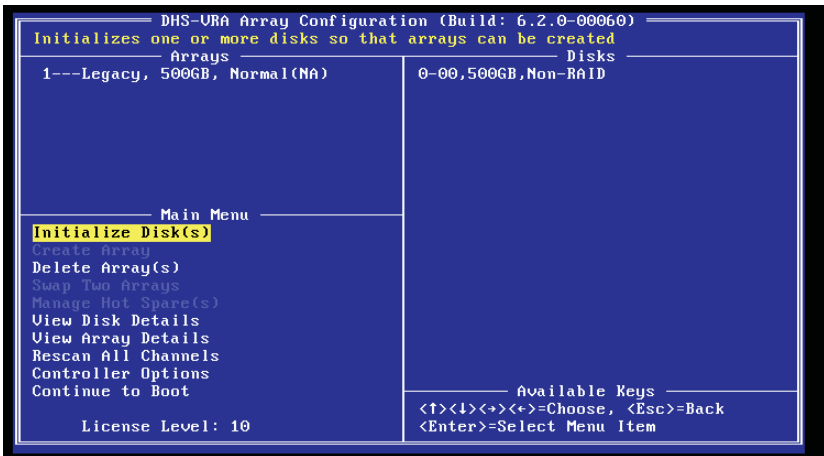 DHS-VRA Array Configuration (Build: 6.2.0-00060)
Initializes one or more disks so that arrays can be created
Arrays
1---Legacy, 500GB, Normal(NA)
Disks
0-00,500GB,Non-RAID
Main Menu
Initialize Disk(s)
Create Array
Delete Array(s)
Swap Two Arrays
Manage Hot Spare(s)
View Disk Details
View Array Details
Rescan All Channels
Controller Options
Continue to Boot
License Level: 10
Available Keys
<↑><↓><→><←>=Choose, <Esc>=Back
<Enter>=Select Menu Item